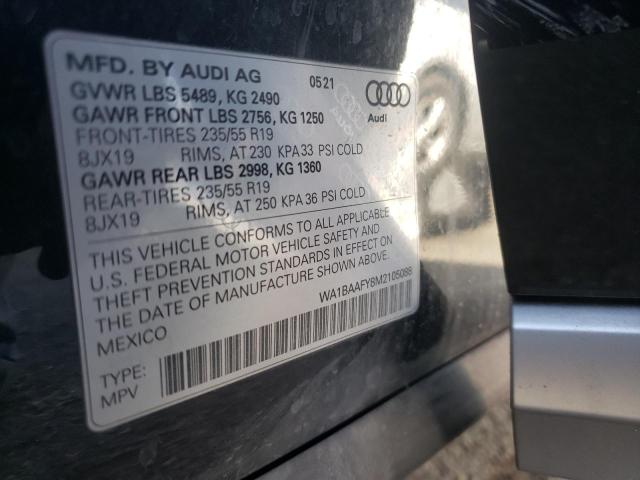 MFD. BY AUDI AG 05 21
GVWR LBS 5489, KG 2490
GAWR FRONT LBS 2756, KG 1250
FRONT-TIRES 235/55 R19
8JX19 RIMS, AT 230 KPA 33 PSI COLD
GAWR REAR LBS 2998, KG 1360
REAR-TIRES 235/55 R19
8JX19 RIMS, AT 250 KPA 36 PSI COLD
Audi
THIS VEHICLE CONFORMS TO ALL APPLICABLE
U.S. FEDERAL MOTOR VEHICLE SAFETY AND
THEFT PREVENTION STANDARDS IN EFFECT ON
THE DATE OF MANUFACTURE SHOWN ABOVE.
MEXICO WA1BAAFY8M2105088
TYPE:
MPV